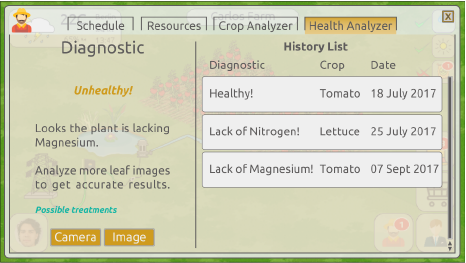 Schedule Resources Crop Analyzer Health Analyzer X
Diagnostic
Unhealthy!
Looks the plant is lacking
Magnesium.
Analyze more leaf images
to get accurate results.
Possible treatments
Camera Image
History List
Diagnostic Crop Date
Healthy! Tomato 18 July 2017
Lack of Nitrogen! Lettuce 25 July 2017
Lack of Magnesium! Tomato 07 Sept 2017